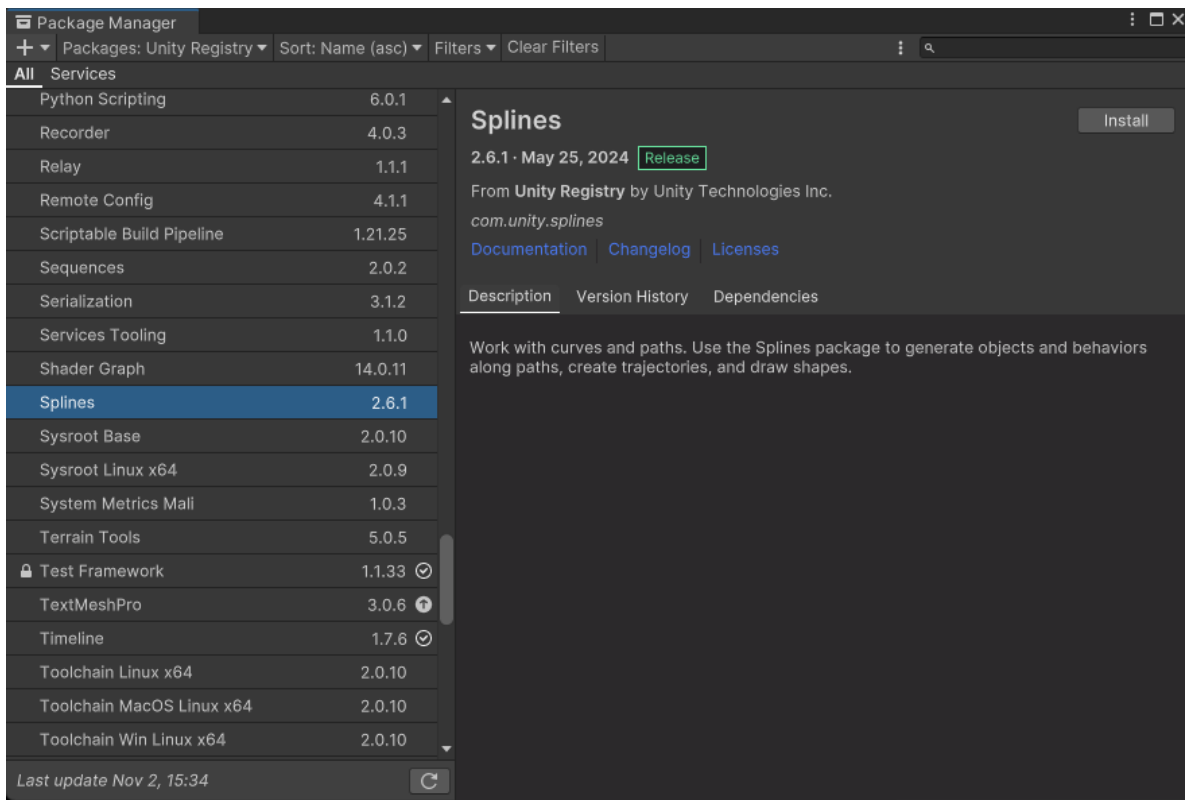 Package Manager
Packages: Unity Registry Sort: Name (asc) Filters Clear Filters
All Services
Python Scripting 6.0.1
Recorder 4.0.3
Relay 1.1.1
Remote Config 4.1.1
Scriptable Build Pipeline 1.21.25
Sequences 2.0.2
Serialization 3.1.2
Services Tooling 1.1.0
Shader Graph 14.0.11
Splines 2.6.1
Sysroot Base 2.0.10
Sysroot Linux x64 2.0.9
System Metrics Mali 1.0.3
Terrain Tools 5.0.5
Test Framework 1.1.33
TextMeshPro 3.0.6
Timeline 1.7.6
Toolchain Linux x64 2.0.10
Toolchain MacOS Linux x64 2.0.10
Toolchain Win Linux x64 2.0.10
Last update Nov 2, 15:34
Splines Install
2.6.1 · May 25, 2024 Release
From Unity Registry by Unity Technologies Inc.
com.unity.splines
Documentation Changelog Licenses
Description Version History Dependencies
Work with curves and paths. Use the Splines package to generate objects and behaviors
along paths, create trajectories, and draw shapes.